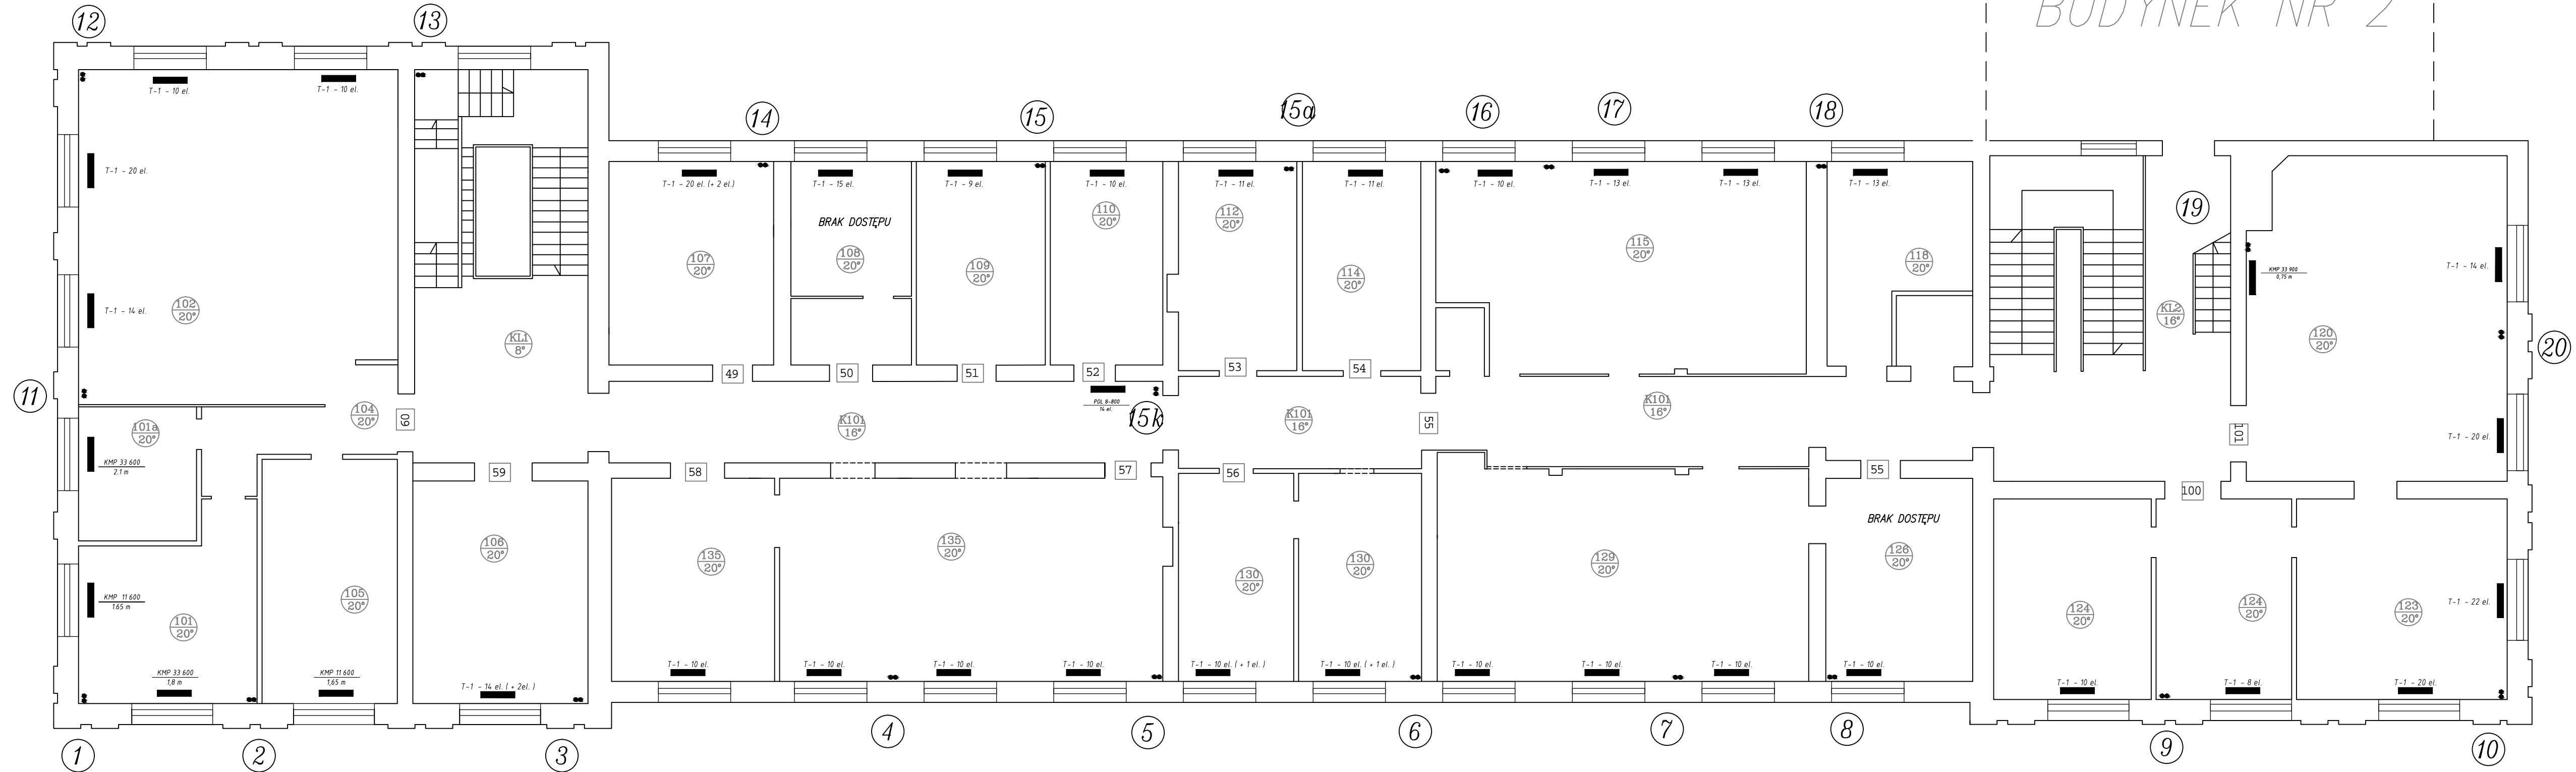 BUDYNEK NR 2
12
13
14
15
15a
16
17
18
19
T-1 - 10 el.
T-1 - 10 el.
T-1 - 20 el.
T-1 - 14 el.
102
20°
KL1
8°
T-1 - 20 el. (+ 2 el.)
107
20°
T-1 - 15 el.
BRAK DOSTĘPU
108
20°
T-1 - 9 el.
109
20°
T-1 - 10 el.
110
20°
T-1 - 11 el.
112
20°
T-1 - 11 el.
114
20°
T-1 - 10 el.
T-1 - 13 el.
T-1 - 13 el.
115
20°
T-1 - 13 el.
118
20°
KL2
16°
KMP 33 900
0,75 m
T-1 - 14 el.
120
20°
T-1 - 20 el.
20
11
49
50
51
52
53
54
101a
20°
104
20°
60
K101
16°
POL 8-800
14 el.
15k
K101
16°
55
K101
16°
101
KMP 33 600
2.1 m
59
58
57
56
55
100
KMP 11 600
1.65 m
101
20°
105
20°
106
20°
135
20°
135
20°
130
20°
130
20°
129
20°
BRAK DOSTĘPU
126
20°
124
20°
124
20°
123
20°
T-1 - 22 el.
KMP 33 600
1,8 m
KMP 11 600
1,65 m
T-1 - 14 el. ( + 2el. )
T-1 - 10 el.
T-1 - 10 el.
T-1 - 10 el.
T-1 - 10 el.
T-1 - 10 el. ( + 1 el. )
T-1 - 10 el. ( + 1 el. )
T-1 - 10 el.
T-1 - 10 el.
T-1 - 10 el.
T-1 - 10 el.
T-1 - 10 el.
T-1 - 8 el.
T-1 - 20 el.
1
2
3
4
5
6
7
8
9
10